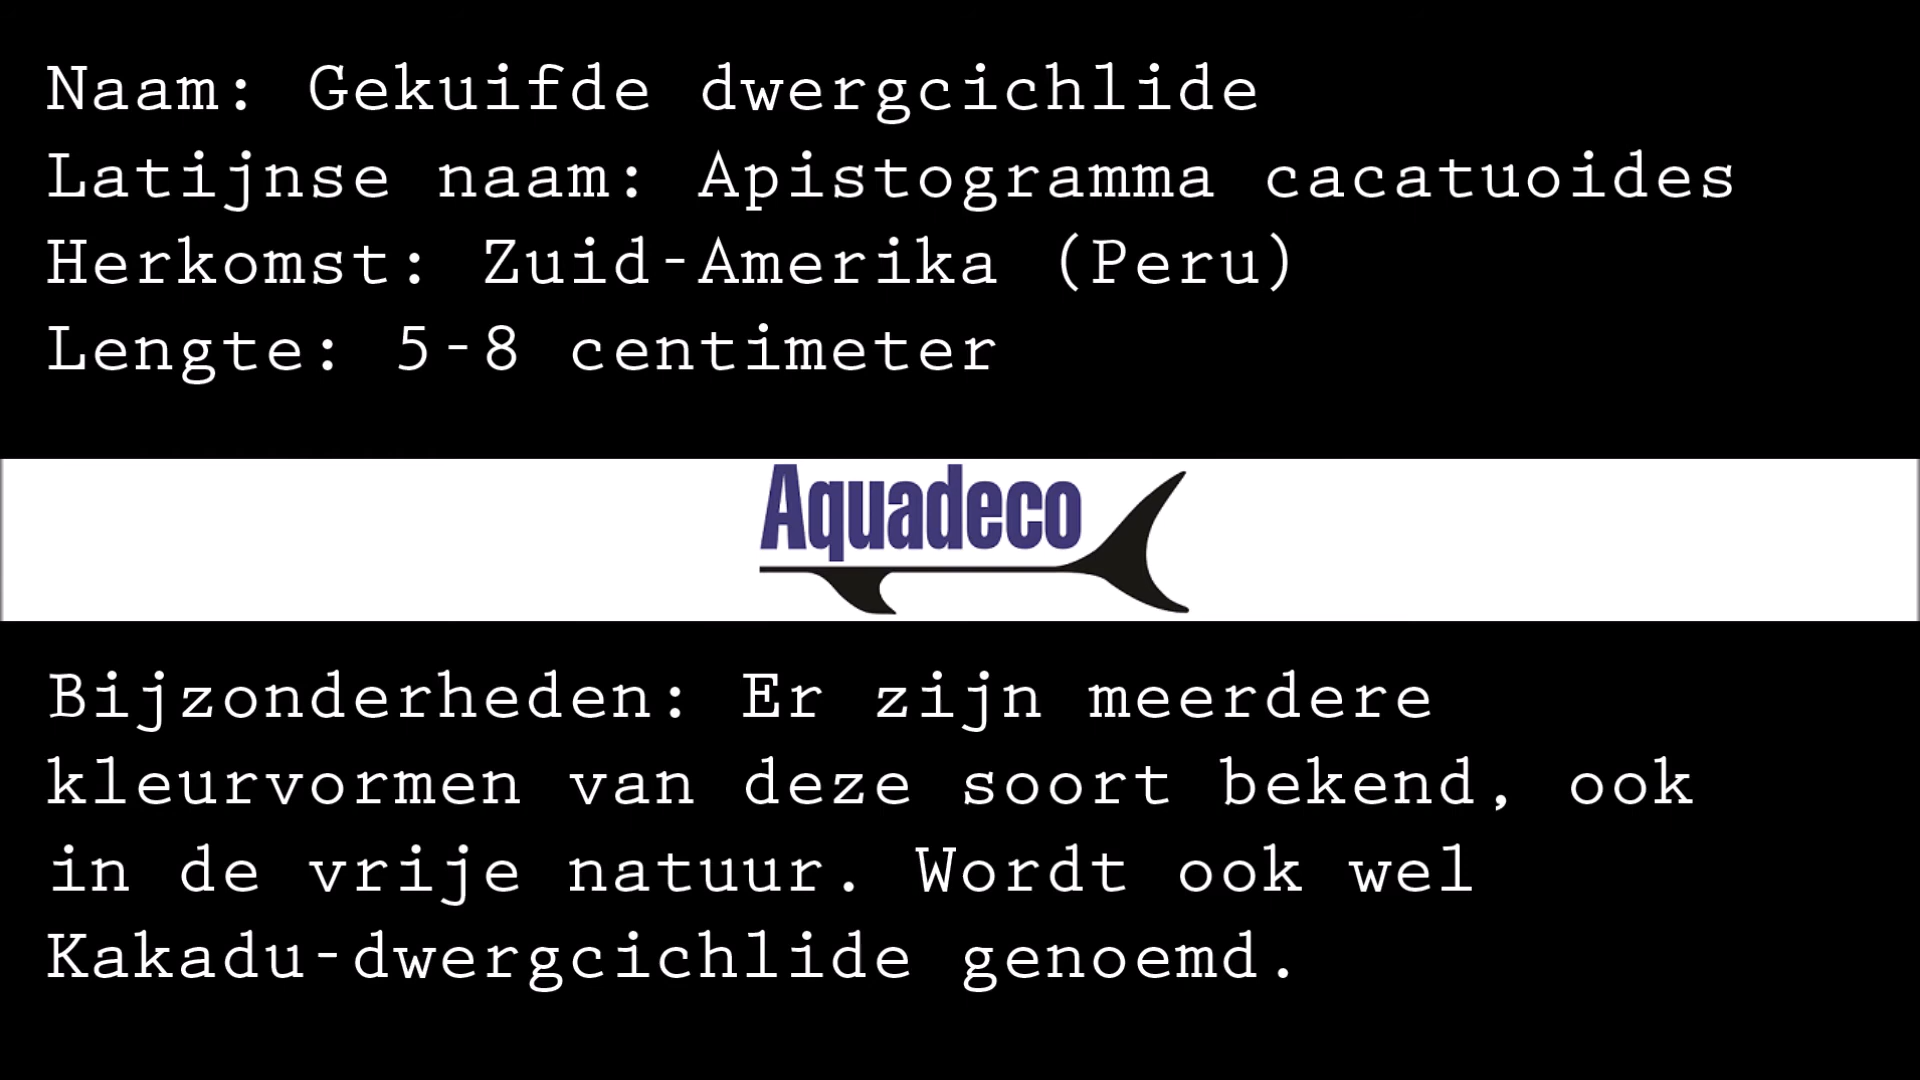 Naam: Gekuifde dwergcichlide
Latijnse naam: Apistogramma cacatuoides
Herkomst: Zuid-Amerika (Peru)
Lengte: 5-8 centimeter
Aquadeco
Bijzonderheden: Er zijn meerdere
kleurvormen van deze soort bekend, ook
in de vrije natuur. Wordt ook wel
Kakadu-dwergcichlide genoemd.